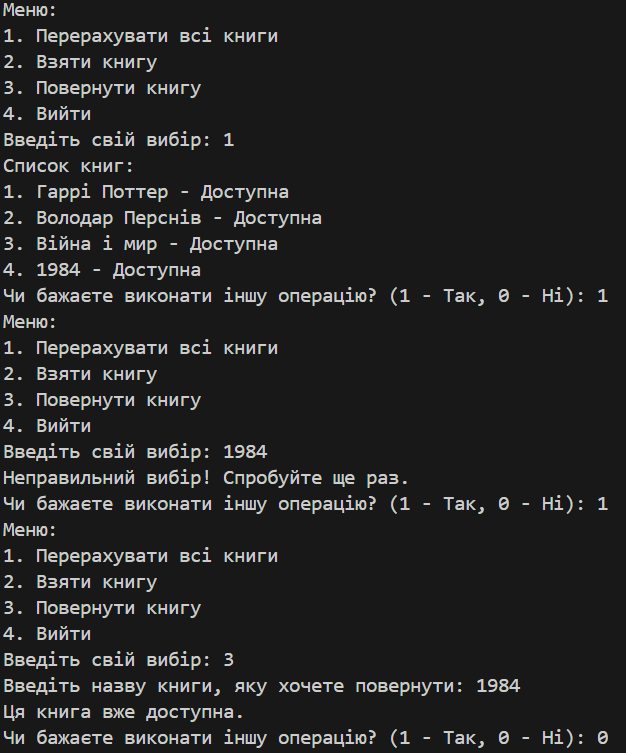 Меню:
1. Перерахувати всі книги
2. Взяти книгу
3. Повернути книгу
4. Вийти
Введіть свій вибір: 1
Список книг:
1. Гаррі Поттер - Доступна
2. Володар Перснів - Доступна
3. Війна і мир - Доступна
4. 1984 - Доступна
Чи бажаєте виконати іншу операцію? (1 - Так, 0 - Ні): 1
Меню:
1. Перерахувати всі книги
2. Взяти книгу
3. Повернути книгу
4. Вийти
Введіть свій вибір: 1984
Неправильний вибір! Спробуйте ще раз.
Чи бажаєте виконати іншу операцію? (1 - Так, 0 - Ні): 1
Меню:
1. Перерахувати всі книги
2. Взяти книгу
3. Повернути книгу
4. Вийти
Введіть свій вибір: 3
Введіть назву книги, яку хочете повернути: 1984
Ця книга вже доступна.
Чи бажаєте виконати іншу операцію? (1 - Так, 0 - Ні): 0